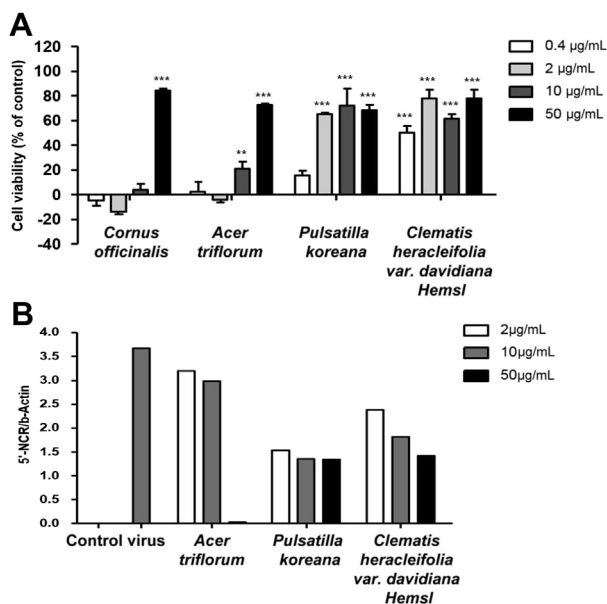 A
Cell viability (% of control)
120
100
80
60
40
20
0
-20
-40
***
**
***
***
***
***
***
***
***
***
0.4 µg/mL
2 µg/mL
10 µg/mL
50 µg/mL
Cornus
officinalis
Acer
triflorum
Pulsatilla
koreana
Clematis
heracleifolia
var. davidiana
Hemsl
B
5'-NCR/b-Actin
4.0
3.5
3.0
2.5
2.0
1.5
1.0
0.5
0.0
2µg/mL
10µg/mL
50µg/mL
Control virus
Acer
triflorum
Pulsatilla
koreana
Clematis
heracleifolia
var. davidiana
Hemsl